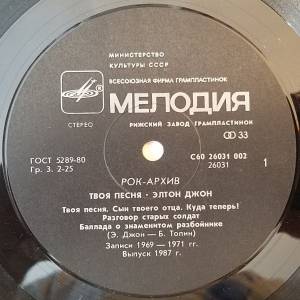 МИНИСТЕРСТВО
КУЛЬТУРЫ СССР
ВСЕСОЮЗНАЯ ФИРМА ГРАМПЛАСТИНОК
МЕЛОДИЯ
СТЕРЕО
РИЖСКИЙ ЗАВОД ГРАМПЛАСТИНОК
33
ГОСТ 5289-80
Гр. 3. 2-25
С60 26031 002
26031
1
РОК-АРХИВ
ТВОЯ ПЕСНЯ · ЭЛТОН ДЖОН
Твоя песня. Сын твоего отца. Куда теперь!
Разговор старых солдат
Баллада о знаменитом разбойнике
(Э. Джон — Б. Топин)
Записи 1969 — 1971 гг.
Выпуск 1987 г.